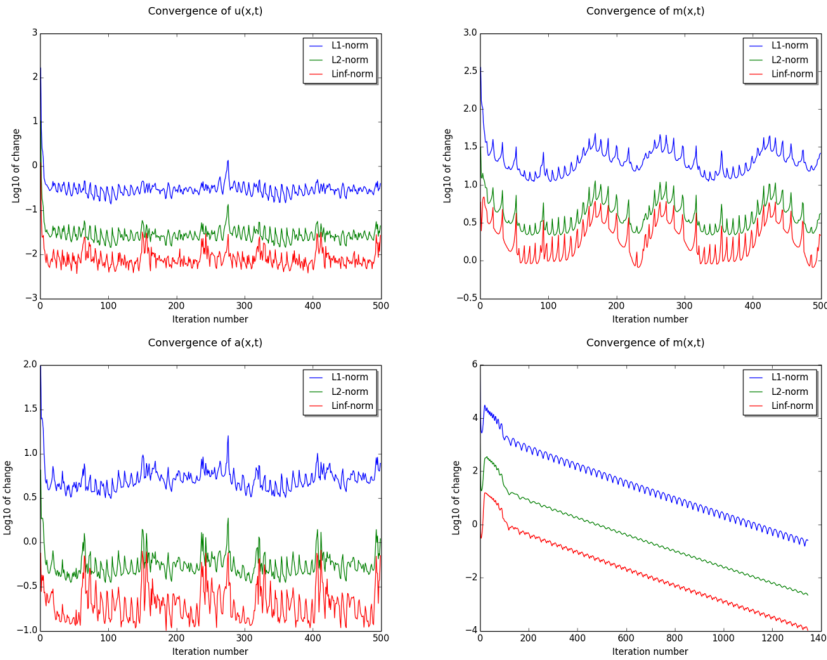 Convergence of u(x,t)
3
2
1
0
−1
−2
−3
Log10 of change
L1-norm
L2-norm
Linf-norm
0 100 200 300 400 500
Iteration number
Convergence of m(x,t)
3.0
2.5
2.0
1.5
1.0
0.5
0.0
−0.5
Log10 of change
L1-norm
L2-norm
Linf-norm
0 100 200 300 400 500
Iteration number
Convergence of a(x,t)
2.0
1.5
1.0
0.5
0.0
−0.5
−1.0
Log10 of change
L1-norm
L2-norm
Linf-norm
0 100 200 300 400 500
Iteration number
Convergence of m(x,t)
6
4
2
0
−2
−4
Log10 of change
L1-norm
L2-norm
Linf-norm
0 200 400 600 800 1000 1200 140
Iteration number